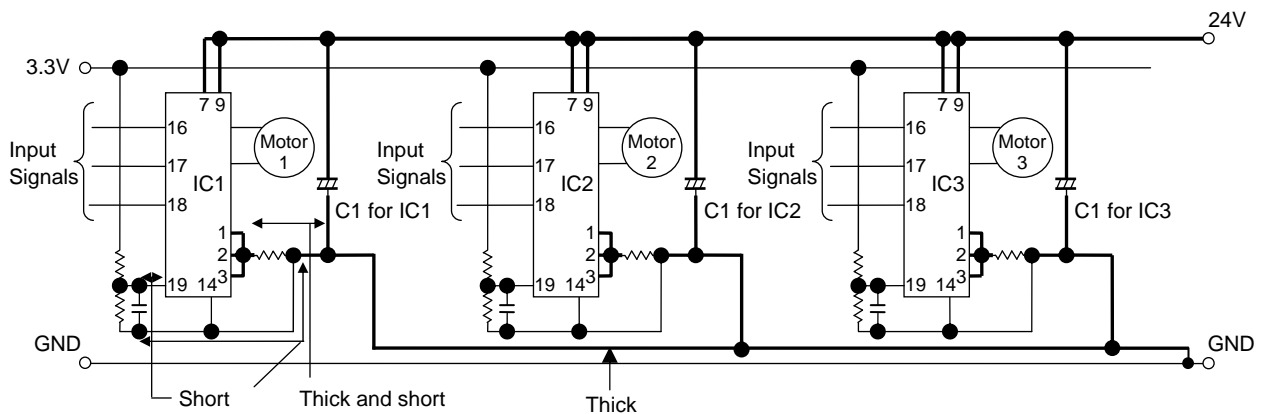 24V
3.3V
7 9
7 9
7 9
Input
Signals
16
17
18
IC1
Motor
1
C1 for IC1
Input
Signals
16
17
18
IC2
Motor
2
C1 for IC2
Input
Signals
16
17
18
IC3
Motor
3
C1 for IC3
1
2
3
19
14
1
2
3
19
14
1
2
3
19
14
GND
GND
Short
Thick and short
Thick